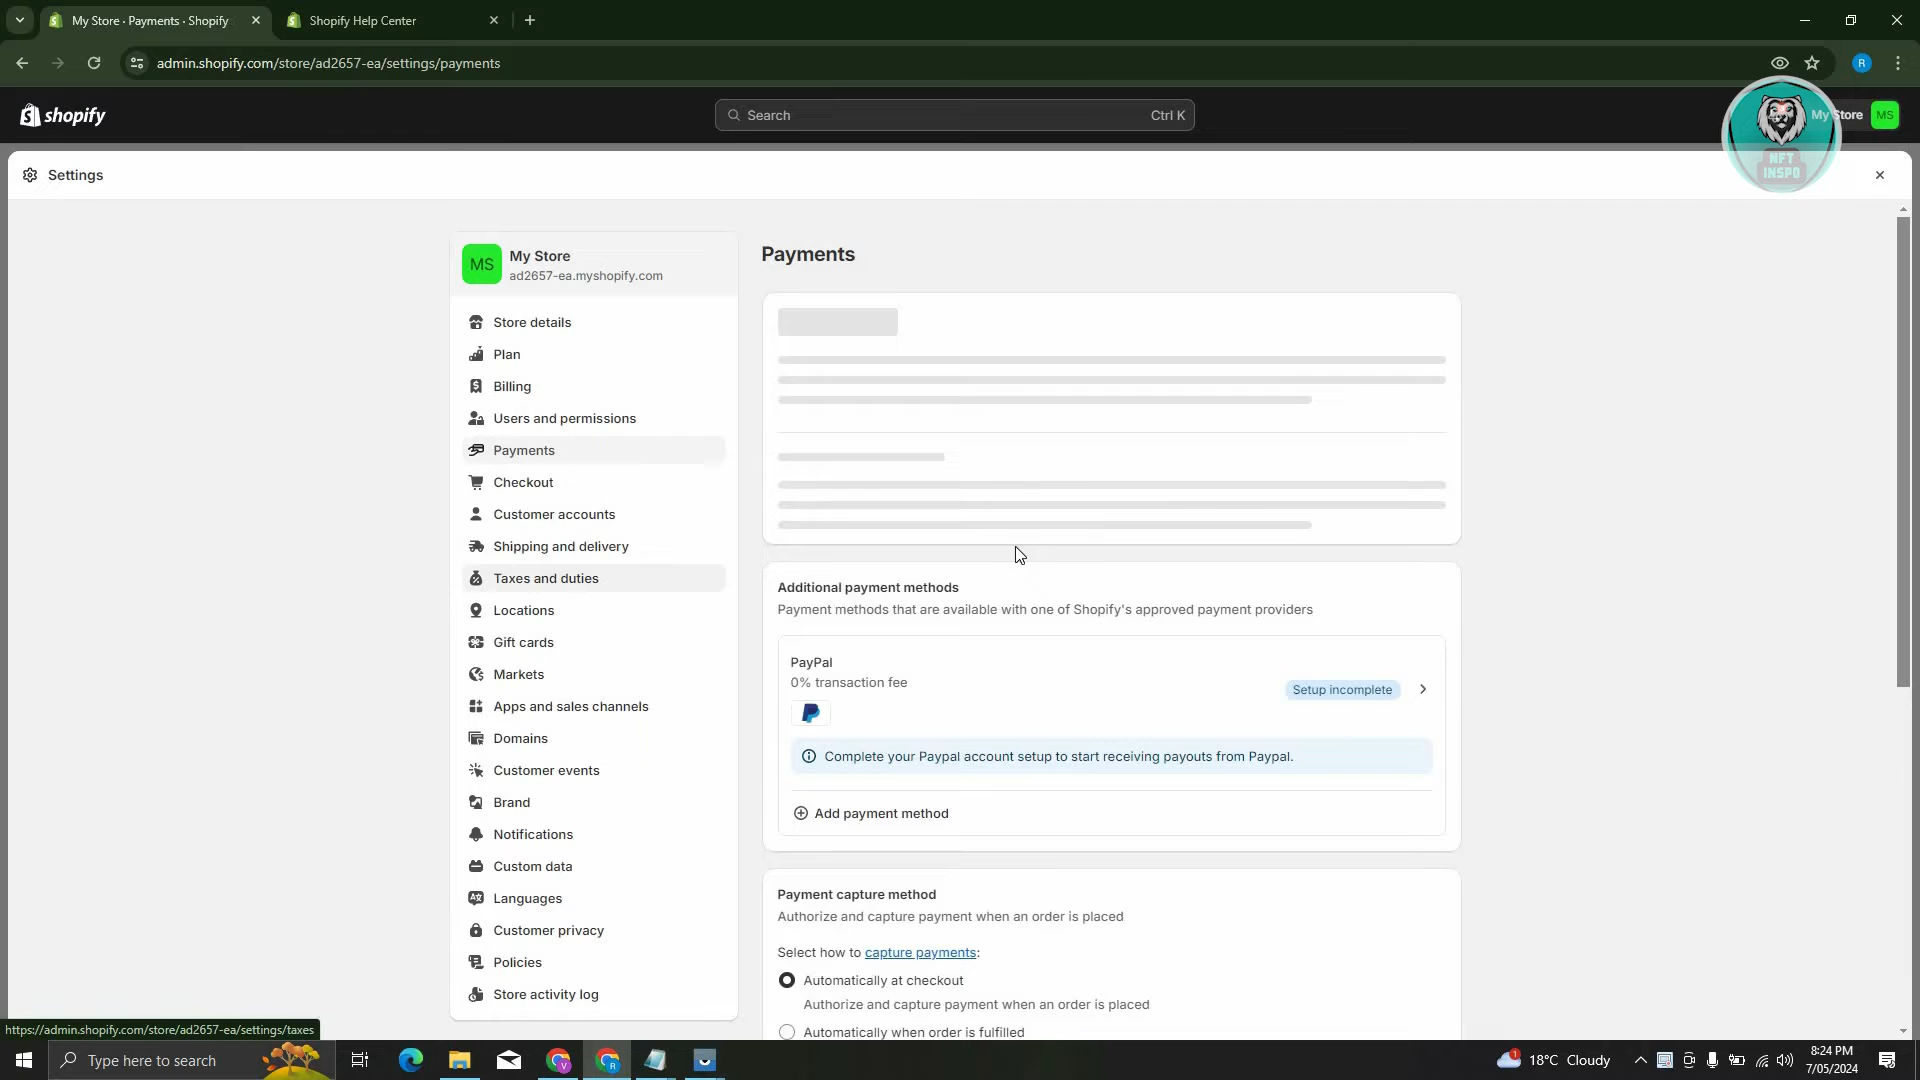 My Store · Payments · Shopify
Shopify Help Center
admin.shopify.com/store/ad2657-ea/settings/payments
R
shopify
Search
Ctrl K
My Store
MS
NFT
INSPO
Settings
MS
My Store
ad2657-ea.myshopify.com
Store details
Plan
Billing
Users and permissions
Payments
Checkout
Customer accounts
Shipping and delivery
Taxes and duties
Locations
Gift cards
Markets
Apps and sales channels
Domains
Customer events
Brand
Notifications
Custom data
Languages
Customer privacy
Policies
Store activity log
Payments
Additional payment methods
Payment methods that are available with one of Shopify's approved payment providers
PayPal
0% transaction fee
Setup incomplete
Complete your Paypal account setup to start receiving payouts from Paypal.
Add payment method
Payment capture method
Authorize and capture payment when an order is placed
Select how to capture payments:
Automatically at checkout
Authorize and capture payment when an order is placed
Automatically when order is fulfilled
https://admin.shopify.com/store/ad2657-ea/settings/taxes
Type here to search
V
R
1
18°C Cloudy
8:24 PM
7/05/2024